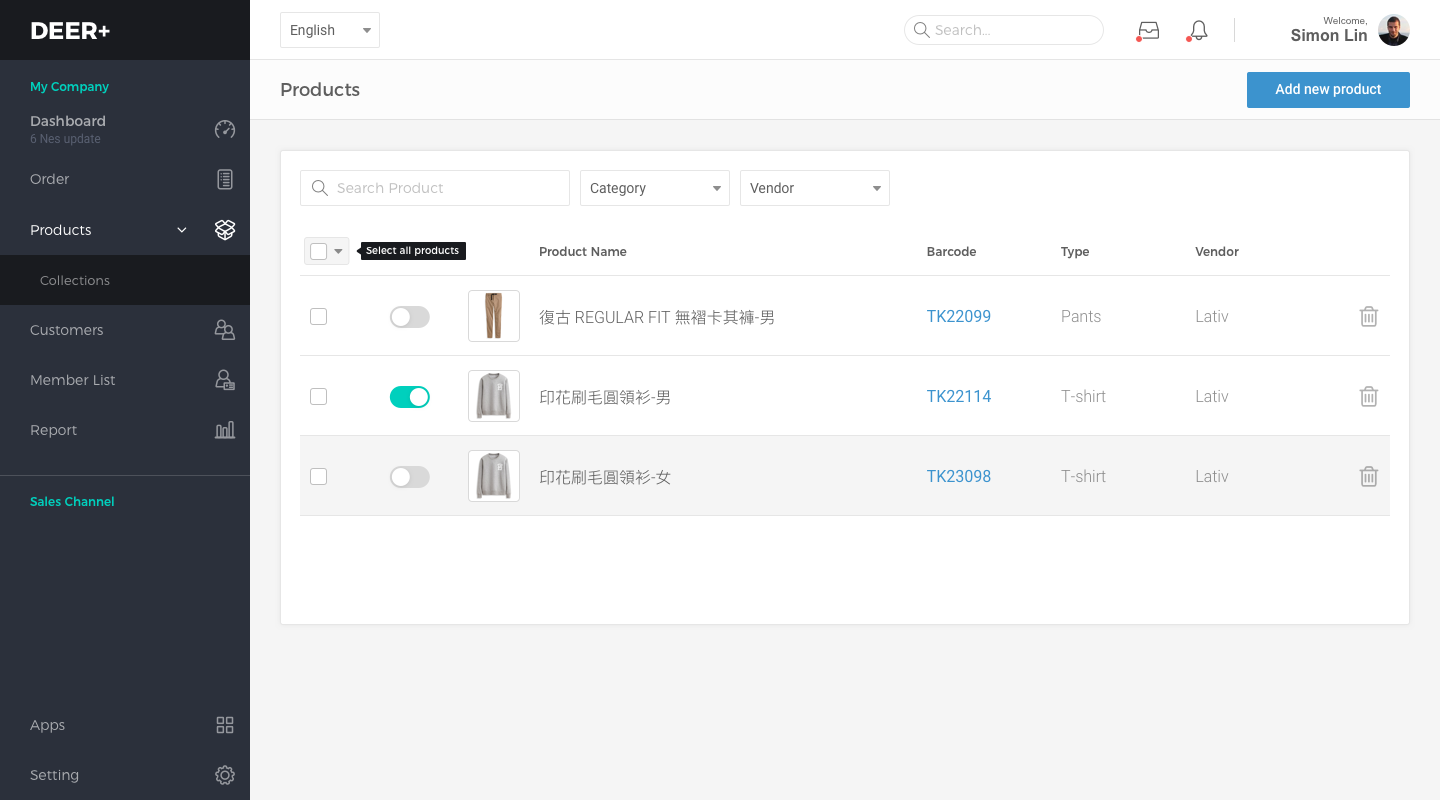 DEER+
English
Search...
Welcome,
Simon Lin
My Company
Dashboard
6 Nes update
Order
Products
Collections
Customers
Member List
Report
Sales Channel
Apps
Setting
Products
Add new product
Search Product
Category
Vendor
Select all products
Product Name
Barcode
Type
Vendor
復古 REGULAR FIT 無褶卡其褲-男
TK22099
Pants
Lativ
印花刷毛圓領衫-男
TK22114
T-shirt
Lativ
印花刷毛圓領衫-女
TK23098
T-shirt
Lativ